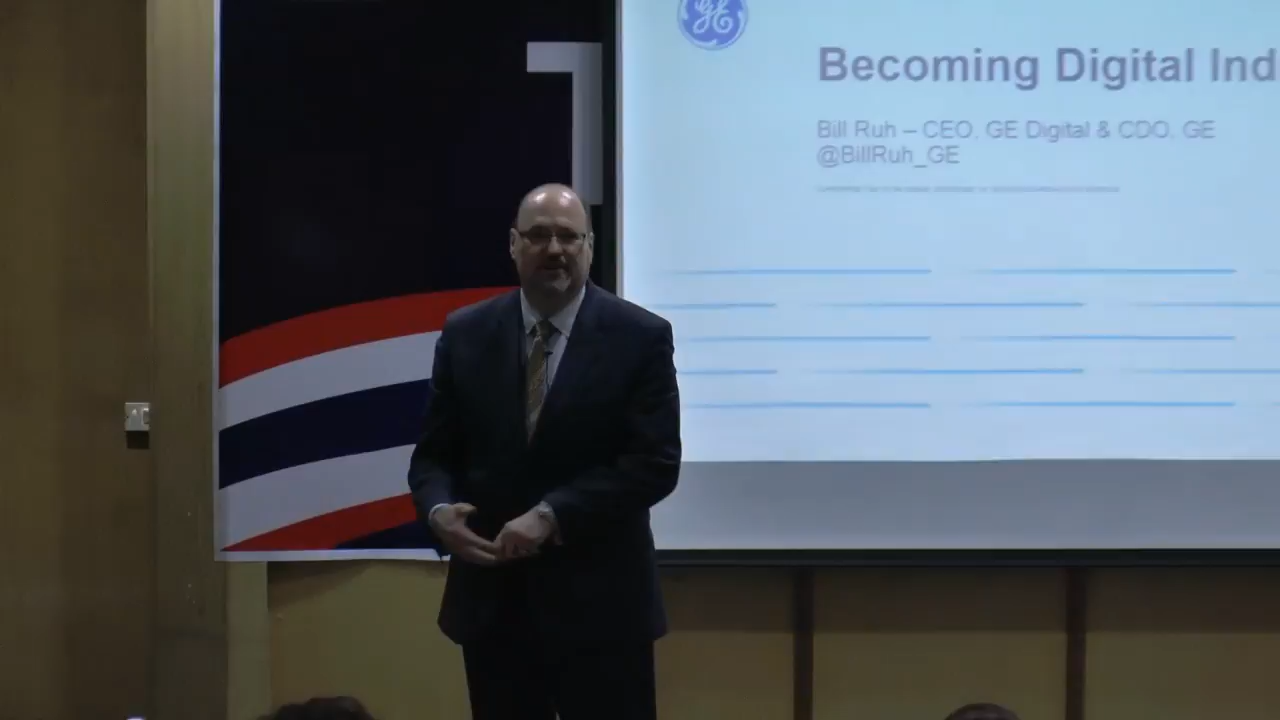 GE
Becoming Digital Ind
Bill Ruh – CEO, GE Digital & CDO, GE
@BillRuh_GE